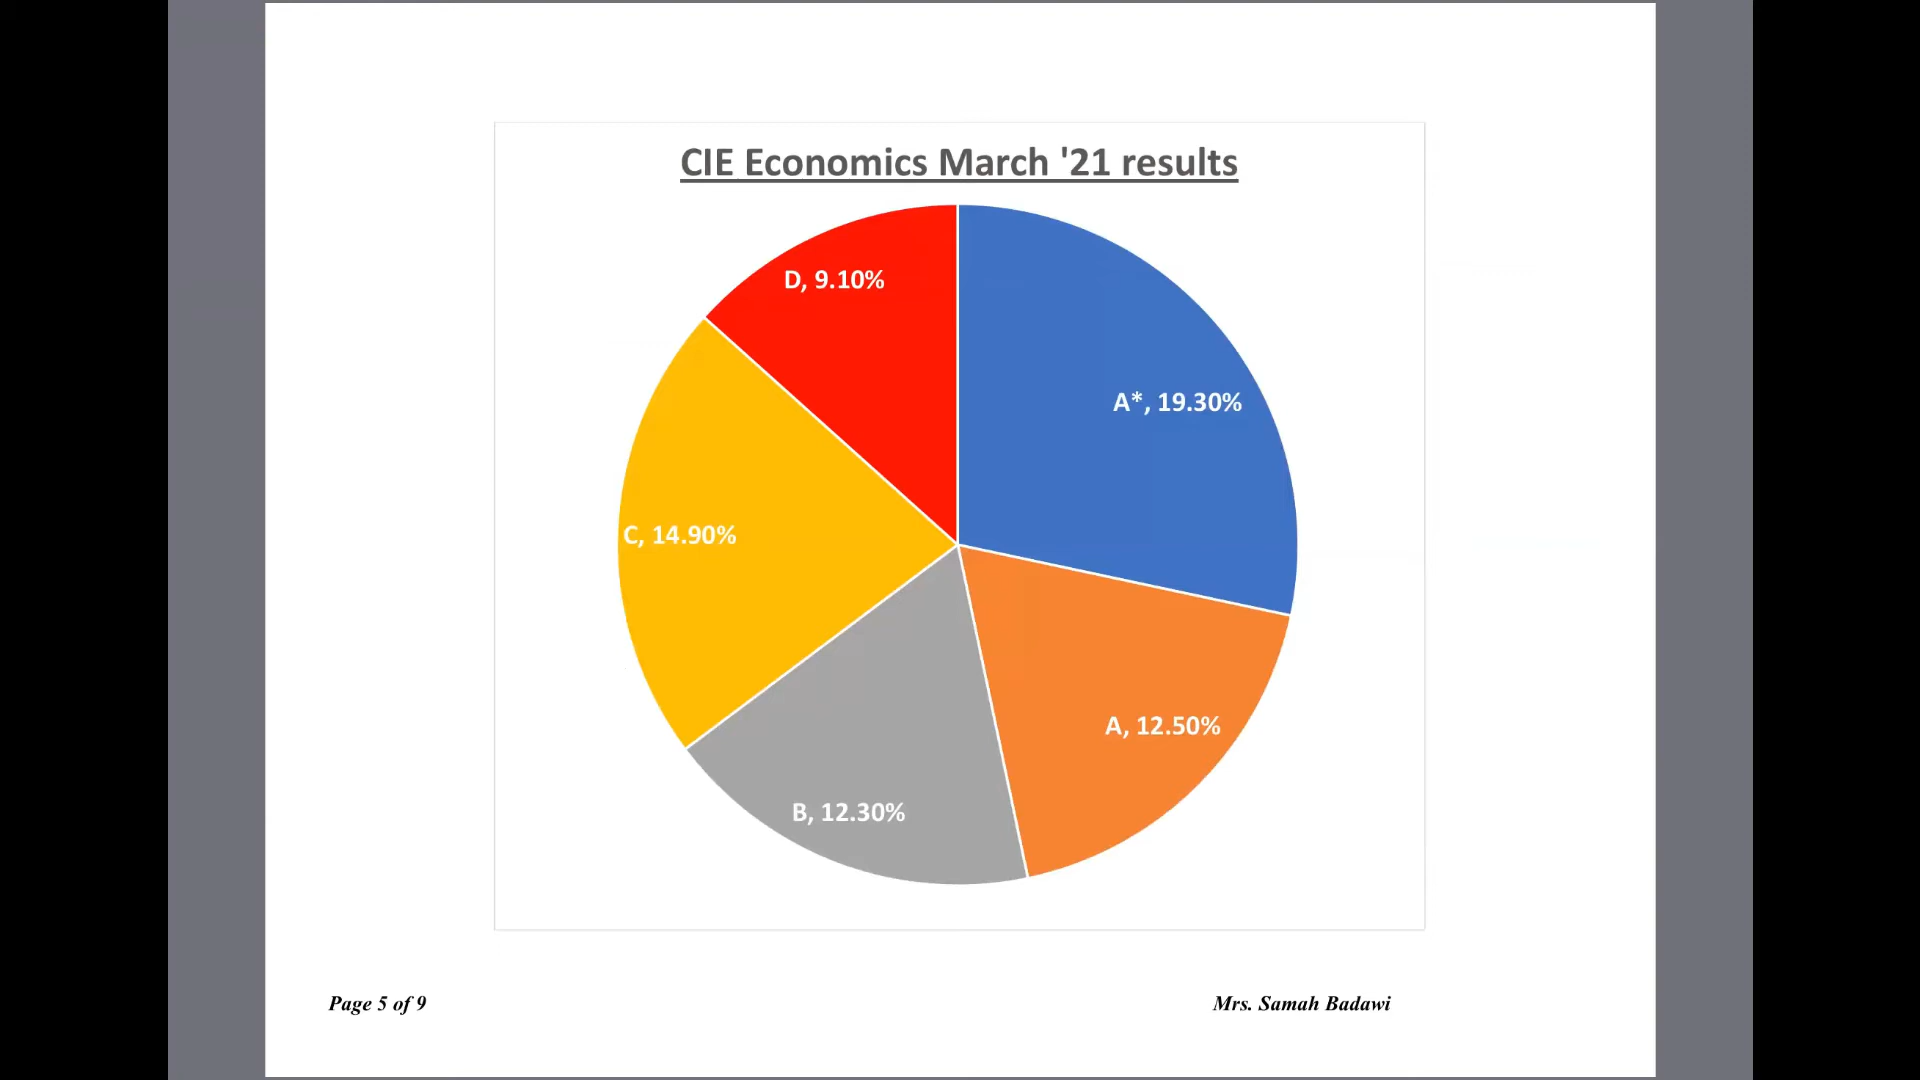 CIE Economics March '21 results
D, 9.10%
A*, 19.30%
C, 14.90%
A, 12.50%
B, 12.30%
Page 5 of 9
Mrs. Samah Badawi